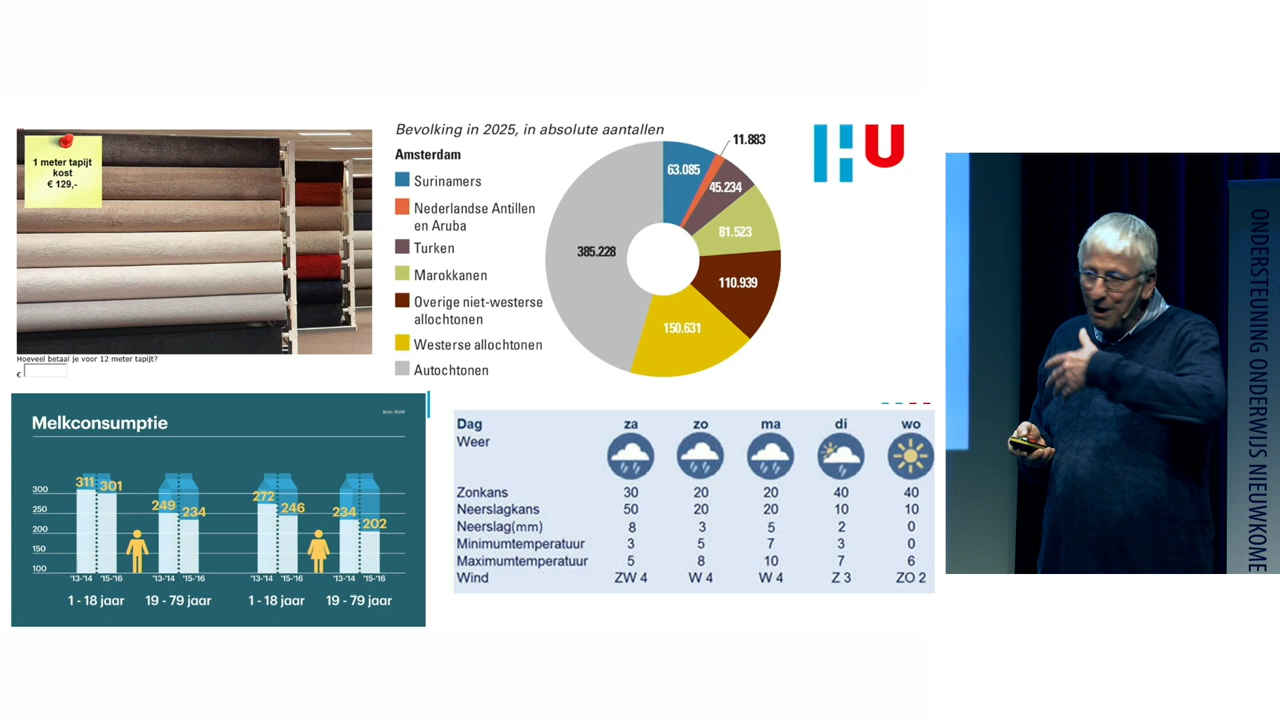 1 meter tapijt
kost
€ 129,-
Hoeveel betaal je voor 12 meter tapijt?
€
Bevolking in 2025, in absolute aantallen
Amsterdam
Surinamers
Nederlandse Antillen
en Aruba
Turken
Marokkanen
Overige niet-westerse
allochtonen
Westerse allochtonen
Autochtonen
11.883
63.085
45.234
81.523
110.939
150.631
385.228
HU
ONDERSTEUNING ONDERWIJS NIEUWKOME
Melkconsumptie
311 301 249 234 272 246 234 202
300
250
200
150
100
'13-'14 '15-'16 '13-'14 '15-'16 '13-'14 '15-'16 '13-'14 '15-'16
1 - 18 jaar 19 - 79 jaar 1 - 18 jaar 19 - 79 jaar
Dag za zo ma di wo
Weer
Zonkans 30 20 20 40 40
Neerslagkans 50 20 20 10 10
Neerslag(mm) 8 3 5 2 0
Minimumtemperatuur 3 5 7 3 0
Maximumtemperatuur 5 8 10 7 6
Wind ZW 4 W 4 W 4 Z 3 ZO 2